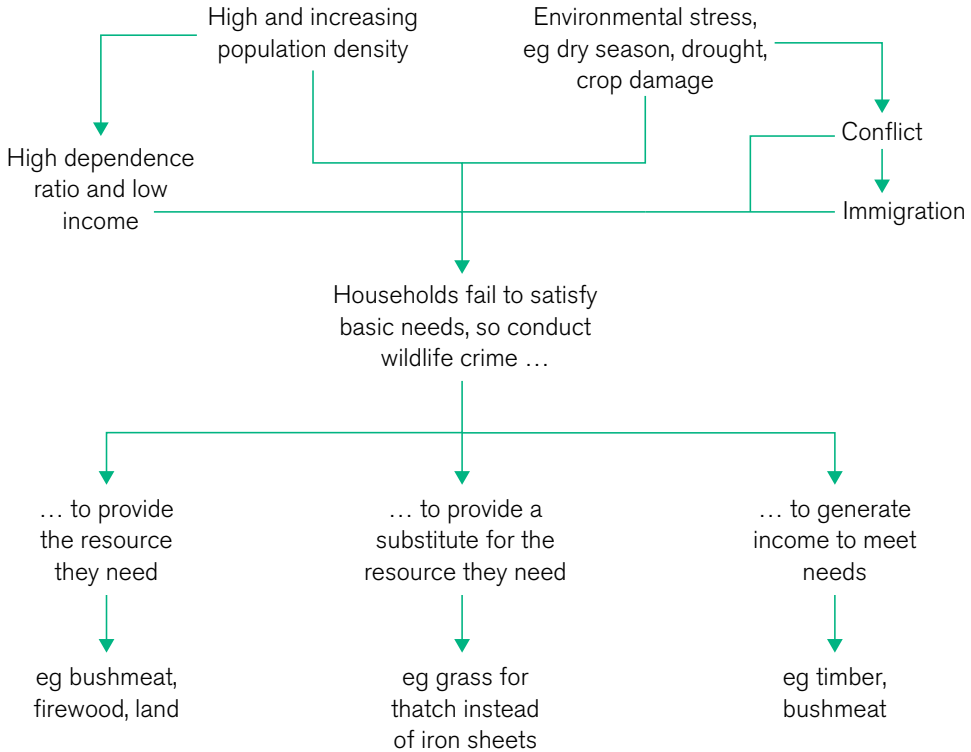 High and increasing
population density
Environmental stress,
eg dry season, drought,
crop damage
Conflict
High dependence
ratio and low
income
Immigration
Households fail to satisfy
basic needs, so conduct
wildlife crime …
… to provide
the resource
they need
… to provide a
substitute for the
resource they need
… to generate
income to meet
needs
eg bushmeat,
firewood, land
eg grass for
thatch instead
of iron sheets
eg timber,
bushmeat